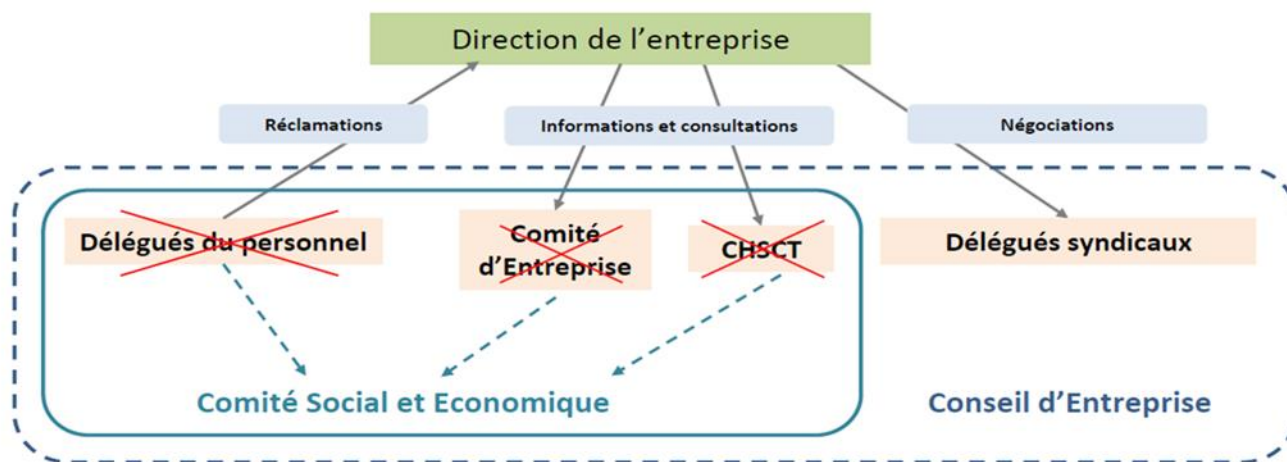 Direction de l'entreprise
Réclamations
Informations et consultations
Négociations
Délégués du personnel
Comité
d'Entreprise
CHSCT
Délégués syndicaux
Comité Social et Economique
Conseil d'Entreprise